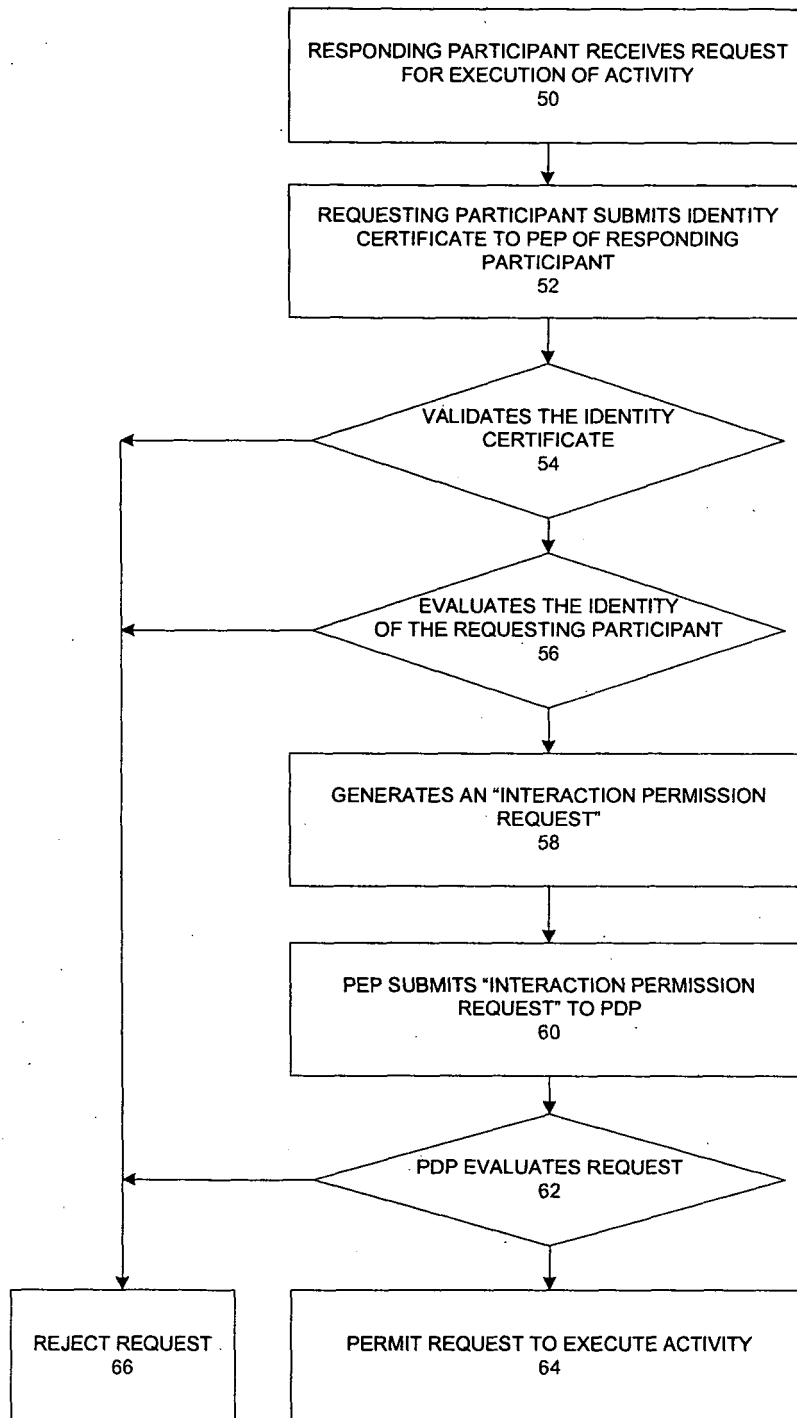 RESPONDING PARTICIPANT RECEIVES REQUEST
FOR EXECUTION OF ACTIVITY
50
REQUESTING PARTICIPANT SUBMITS IDENTITY
CERTIFICATE TO PEP OF RESPONDING
PARTICIPANT
52
VALIDATES THE IDENTITY
CERTIFICATE
54
EVALUATES THE IDENTITY
OF THE REQUESTING PARTICIPANT
56
GENERATES AN “INTERACTION PERMISSION
REQUEST”
58
PEP SUBMITS “INTERACTION PERMISSION
REQUEST” TO PDP
60
PDP EVALUATES REQUEST
62
REJECT REQUEST
66
PERMIT REQUEST TO EXECUTE ACTIVITY
64